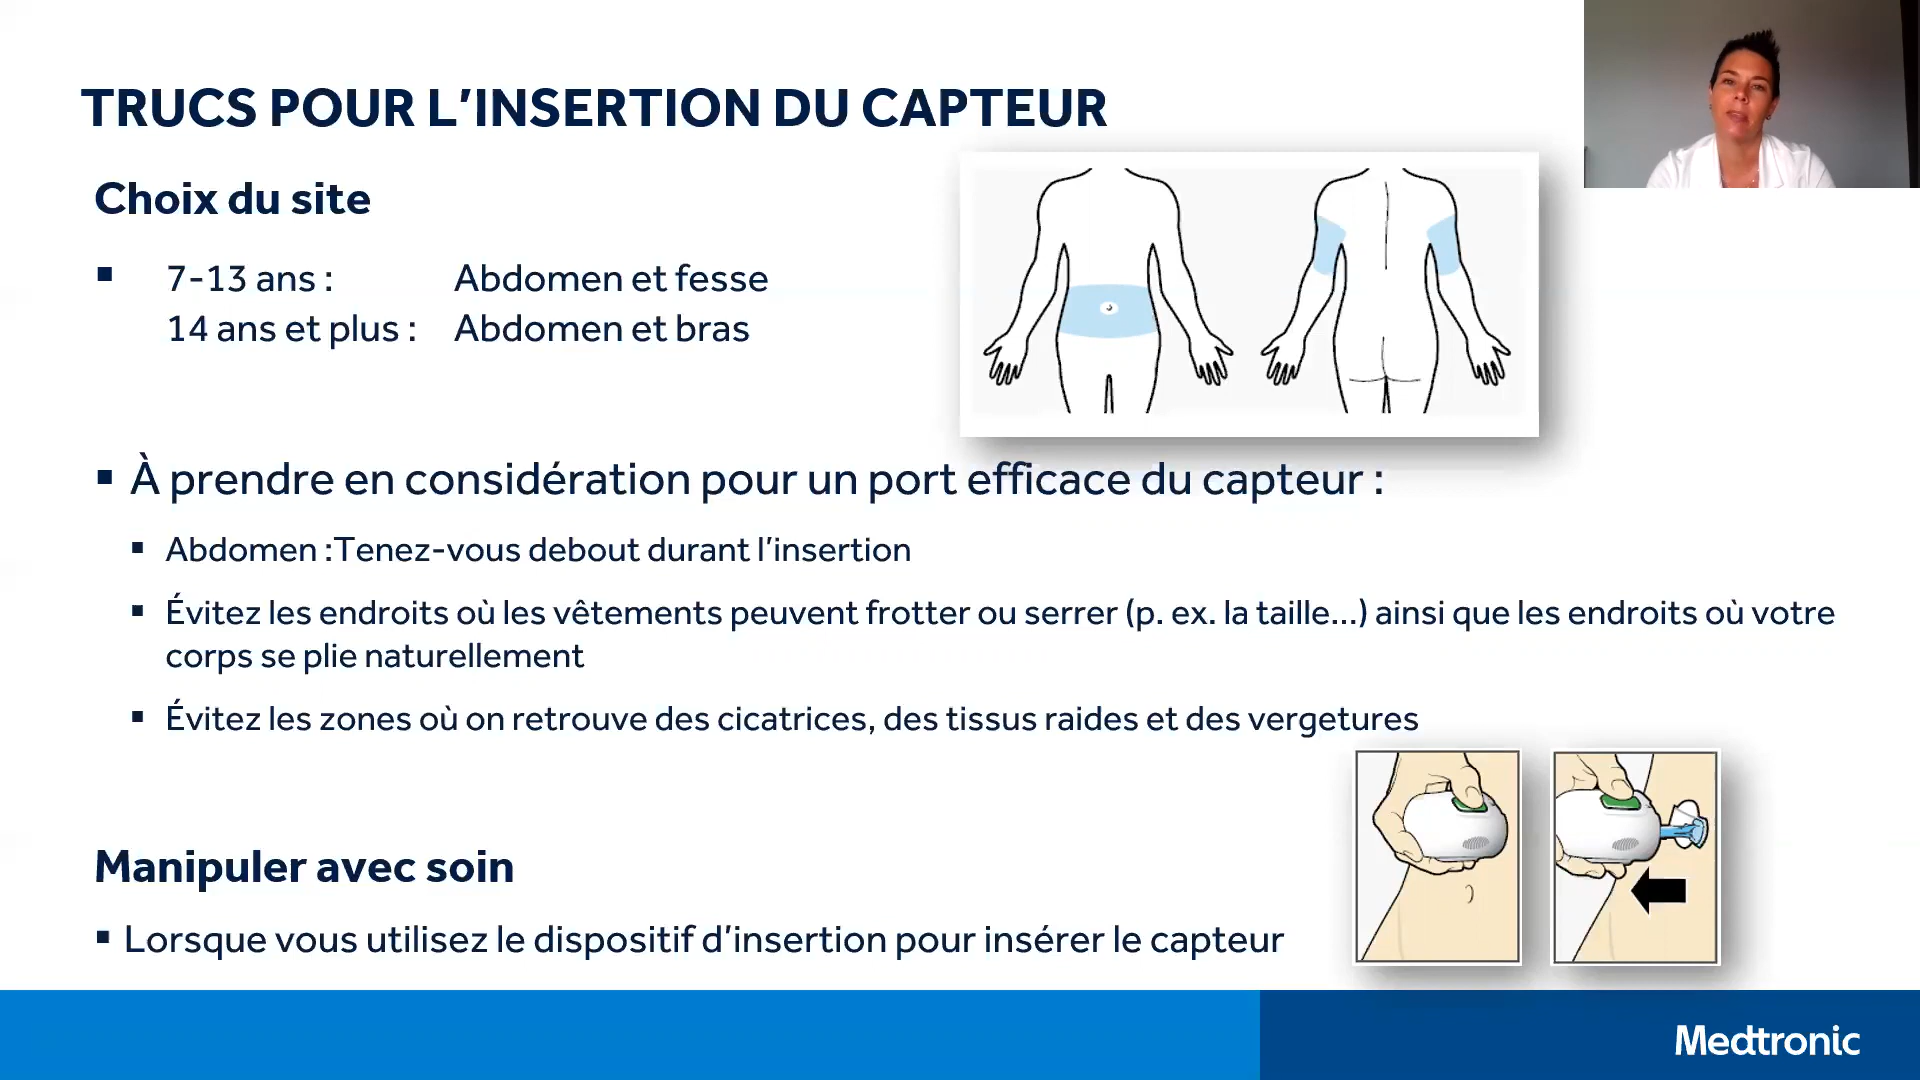 TRUCS POUR L’INSERTION DU CAPTEUR
Choix du site
▪ 7-13 ans : Abdomen et fesse
14 ans et plus : Abdomen et bras
▪ À prendre en considération pour un port efficace du capteur :
▪ Abdomen :Tenez-vous debout durant l’insertion
▪ Évitez les endroits où les vêtements peuvent frotter ou serrer (p. ex. la taille...) ainsi que les endroits où votre
corps se plie naturellement
▪ Évitez les zones où on retrouve des cicatrices, des tissus raides et des vergetures
Manipuler avec soin
▪ Lorsque vous utilisez le dispositif d’insertion pour insérer le capteur
Medtronic